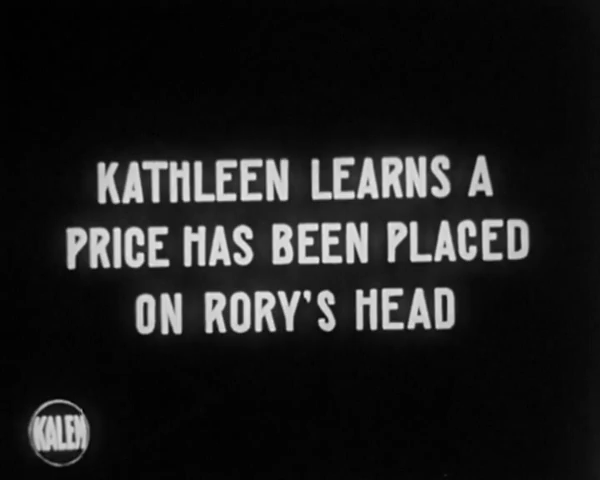 KATHLEEN LEARNS A
PRICE HAS BEEN PLACED
ON RORY'S HEAD
KALEM